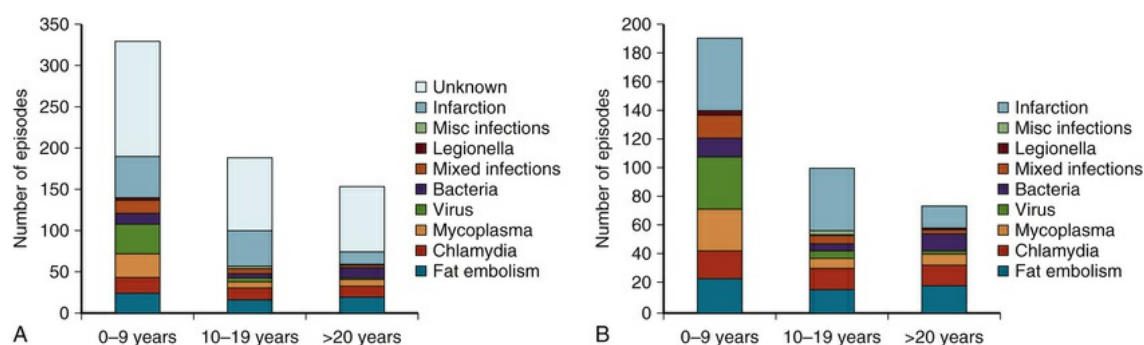 350
300
250
200
150
100
50
0
Number of episodes
0–9 years
10–19 years
>20 years
A
Unknown
Infarction
Misc infections
Legionella
Mixed infections
Bacteria
Virus
Mycoplasma
Chlamydia
Fat embolism
200
180
160
140
120
100
80
60
40
20
0
Number of episodes
0–9 years
10–19 years
>20 years
B
Infarction
Misc infections
Legionella
Mixed infections
Bacteria
Virus
Mycoplasma
Chlamydia
Fat embolism